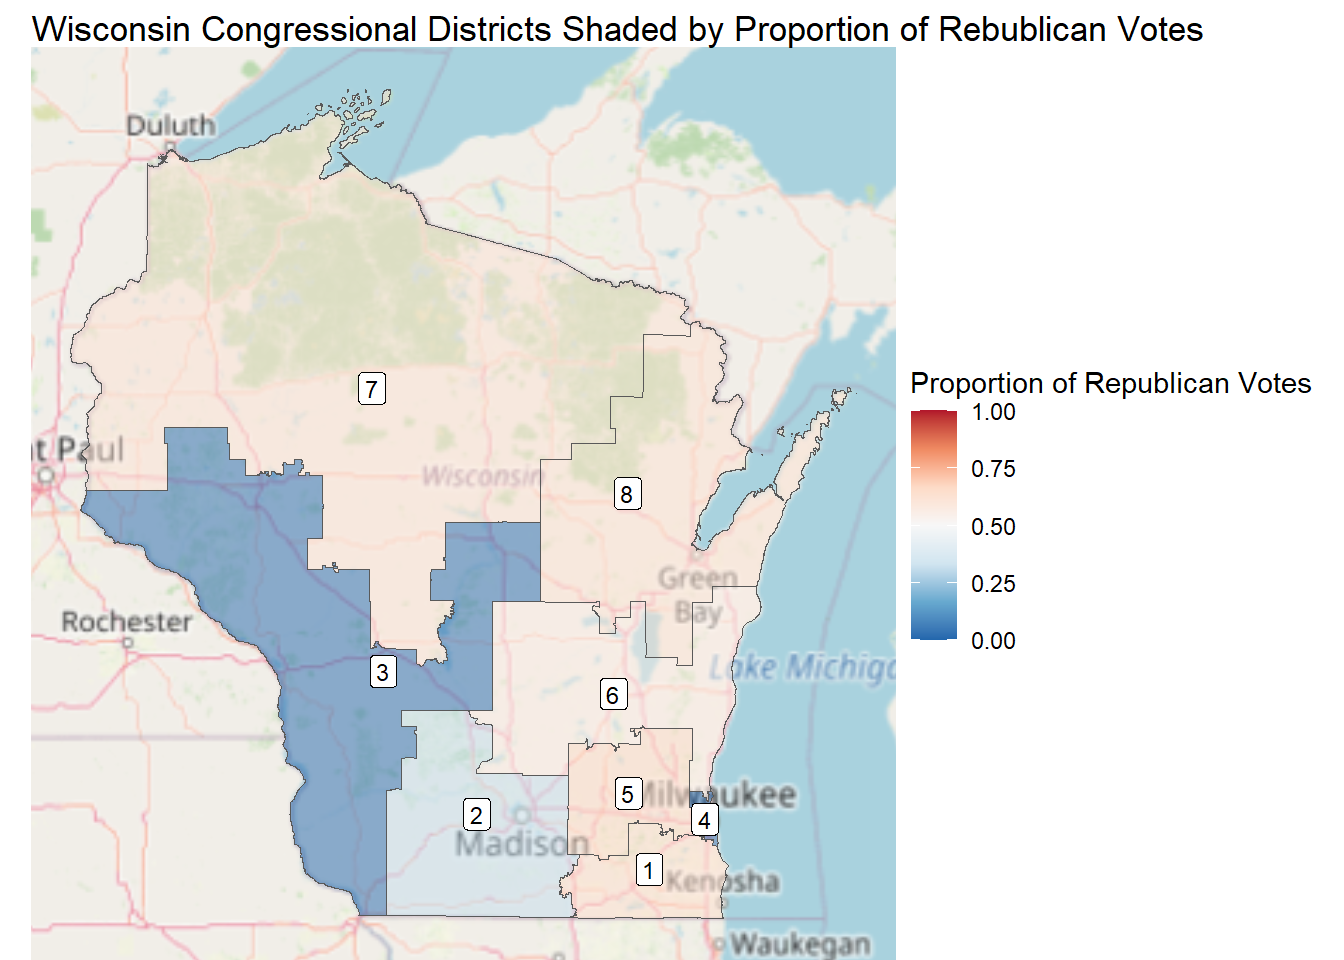 Wisconsin Congressional Districts Shaded by Proportion of Rebublican Votes
Duluth
7
t Paul
Wisconsin
8
Green
Bay
Rochester
3
Lake Michiga
6
5
Milwaukee
2
4
Madison
1
Kenosha
Waukegan
Proportion of Republican Votes
1.00
0.75
0.50
0.25
0.00